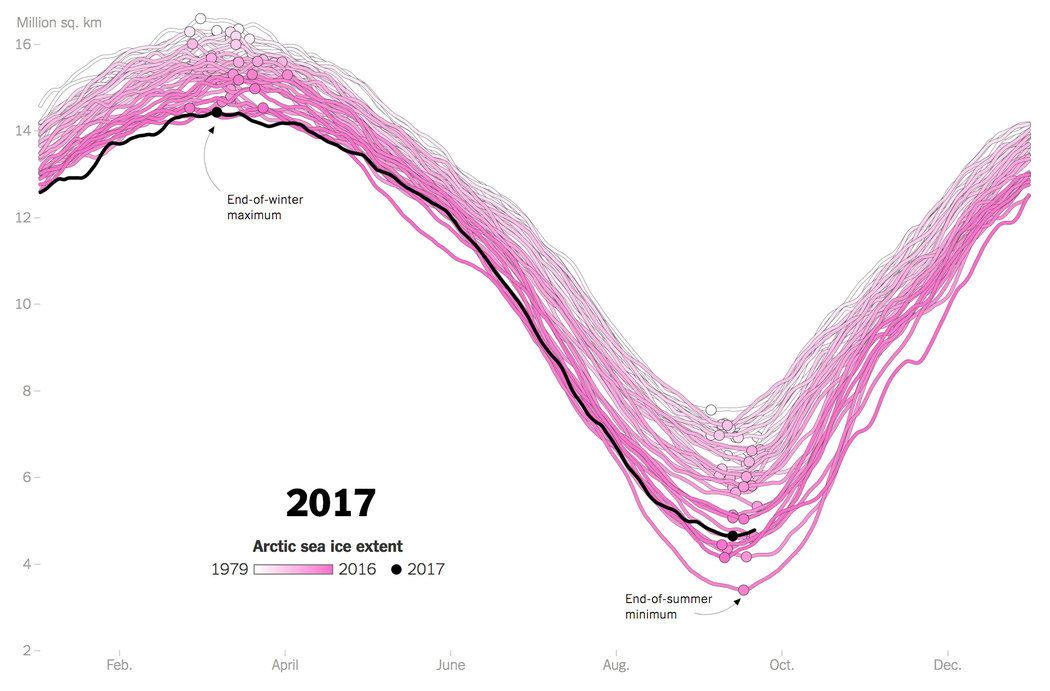 Million sq. km
16
14
12
10
8
6
4
2
End-of-winter
maximum
2017
Arctic sea ice extent
1979 2016 2017
End-of-summer
minimum
Feb. April June Aug. Oct. Dec.